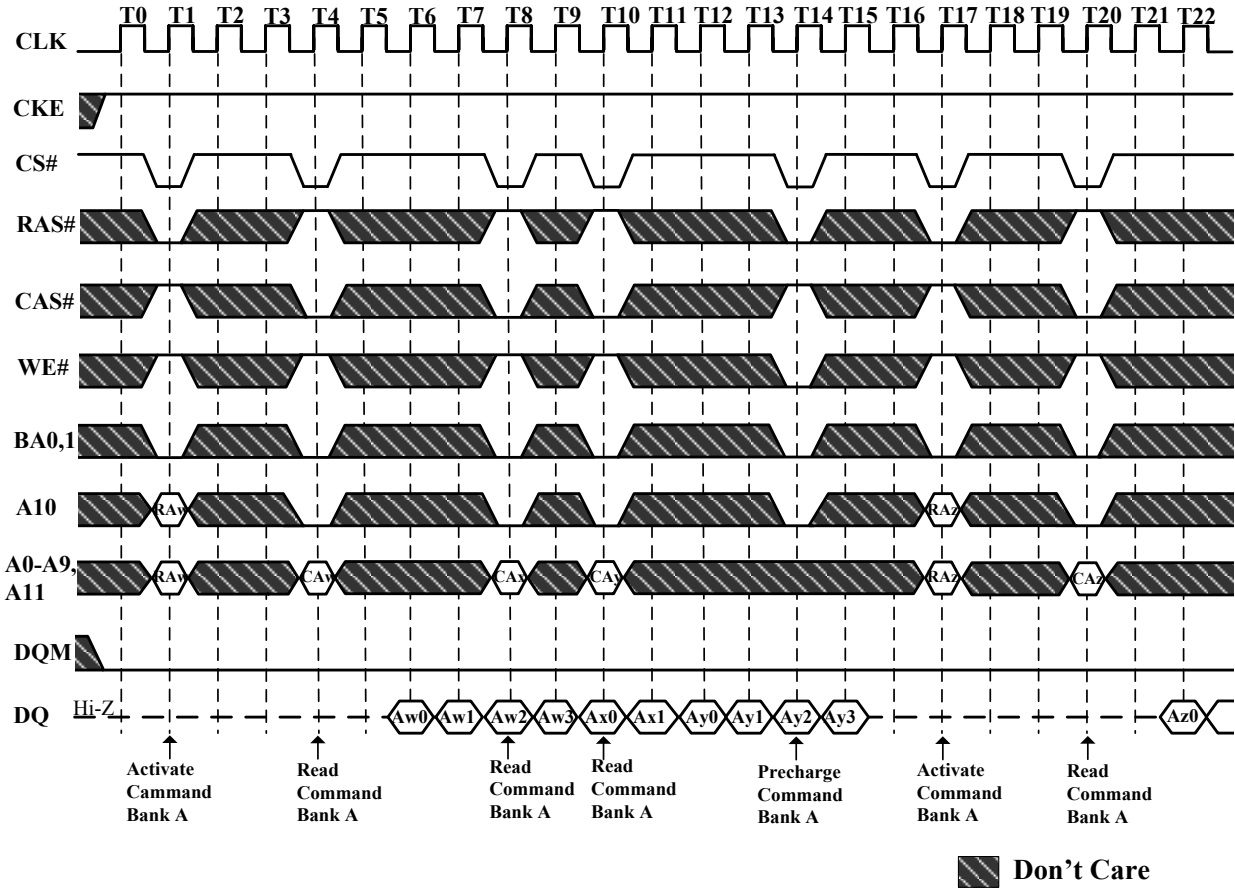 T0 T1 T2 T3 T4 T5 T6 T7 T8 T9 T10 T11 T12 T13 T14 T15 T16 T17 T18 T19 T20 T21 T22
CLK
CKE
CS#
RAS#
CAS#
WE#
BA0,1
A10 RAw RAz
A0-A9,
A11 RAw CAw CAx CAy RAz CAz
DQM
DQ Hi-Z Aw0 Aw1 Aw2 Aw3 Ax0 Ax1 Ay0 Ay1 Ay2 Ay3 Az0
Activate
Cammand
Bank A
Read
Command
Bank A
Read
Command
Bank A
Read
Command
Bank A
Precharge
Command
Bank A
Activate
Command
Bank A
Read
Command
Bank A
Don't Care